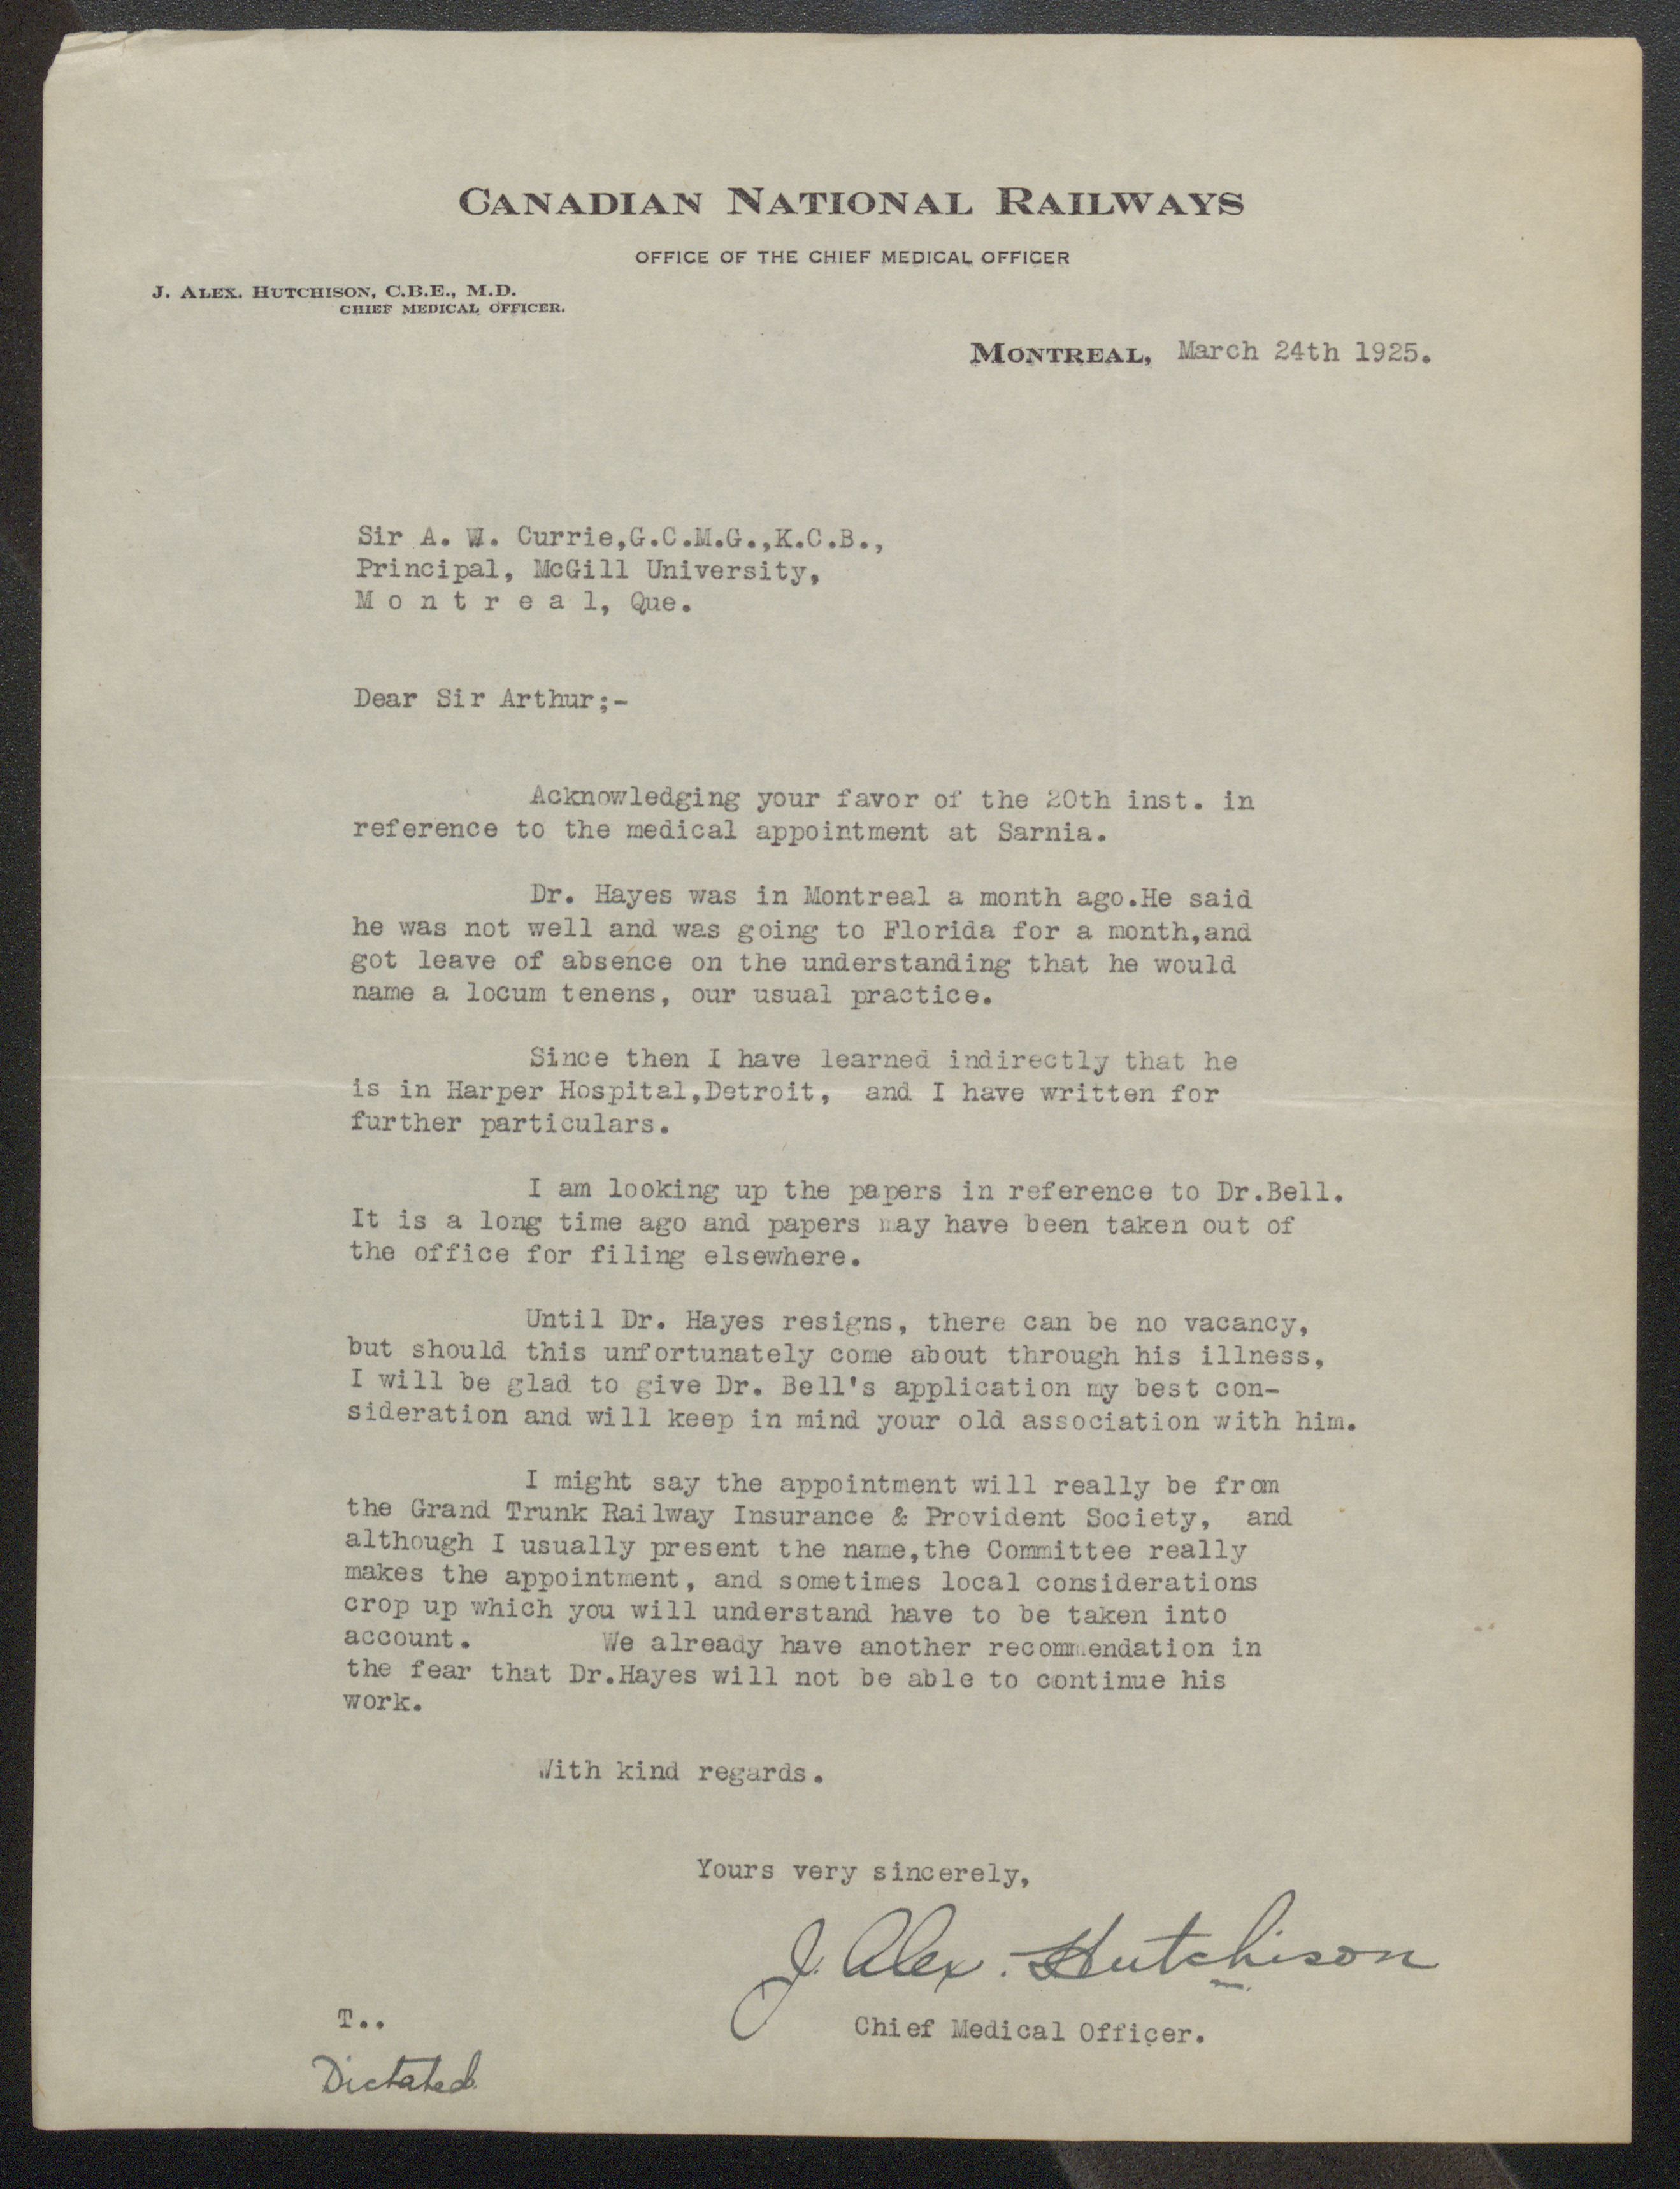 CANADIAN NATIONAL RAILWAYS
OFFICE OF THE CHIEF MEDICAL OFFICER
J. ALEX. HUTCHISON, C.B.E., M.D.
CHIEF MEDICAL OFFICER.
MONTREAL, March 24th 1925.
Sir A. W. Currie,G.C.M.G.,K.C.B.,
Principal, McGill University,
M o n t r e a l, Que.
Dear Sir Arthur;-
Acknowledging your favor of the 20th inst. in
reference to the medical appointment at Sarnia.
Dr. Hayes was in Montreal a month ago.He said
he was not well and was going to Florida for a month,and
got leave of absence on the understanding that he would
name a locum tenens, our usual practice.
Since then I have learned indirectly that he
is in Harper Hospital,Detroit, and I have written for
further particulars.
I am looking up the papers in reference to Dr.Bell.
It is a long time ago and papers may have been taken out of
the office for filing elsewhere.
Until Dr. Hayes resigns, there can be no vacancy,
but should this unfortunately come about through his illness,
I will be glad to give Dr. Bell's application my best con-
sideration and will keep in mind your old association with him.
I might say the appointment will really be from
the Grand Trunk Railway Insurance & Provident Society, and
although I usually present the name,the Committee really
makes the appointment, and sometimes local considerations
crop up which you will understand have to be taken into
account. We already have another recommendation in
the fear that Dr.Hayes will not be able to continue his
work.
With kind regards.
Yours very sincerely,
J. Alex. Hutchison
Chief Medical Officer.
T..
Dictated